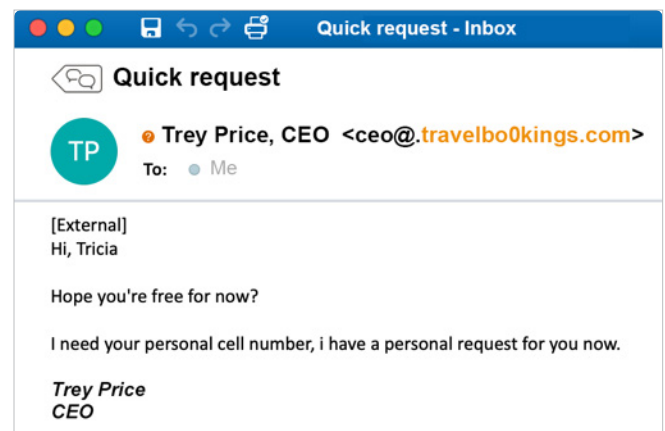 Quick request - Inbox
Quick request
TP
? Trey Price, CEO <ceo@.travelbo0kings.com>
To: Me
[External]
Hi, Tricia
Hope you're free for now?
I need your personal cell number, i have a personal request for you now.
Trey Price
CEO